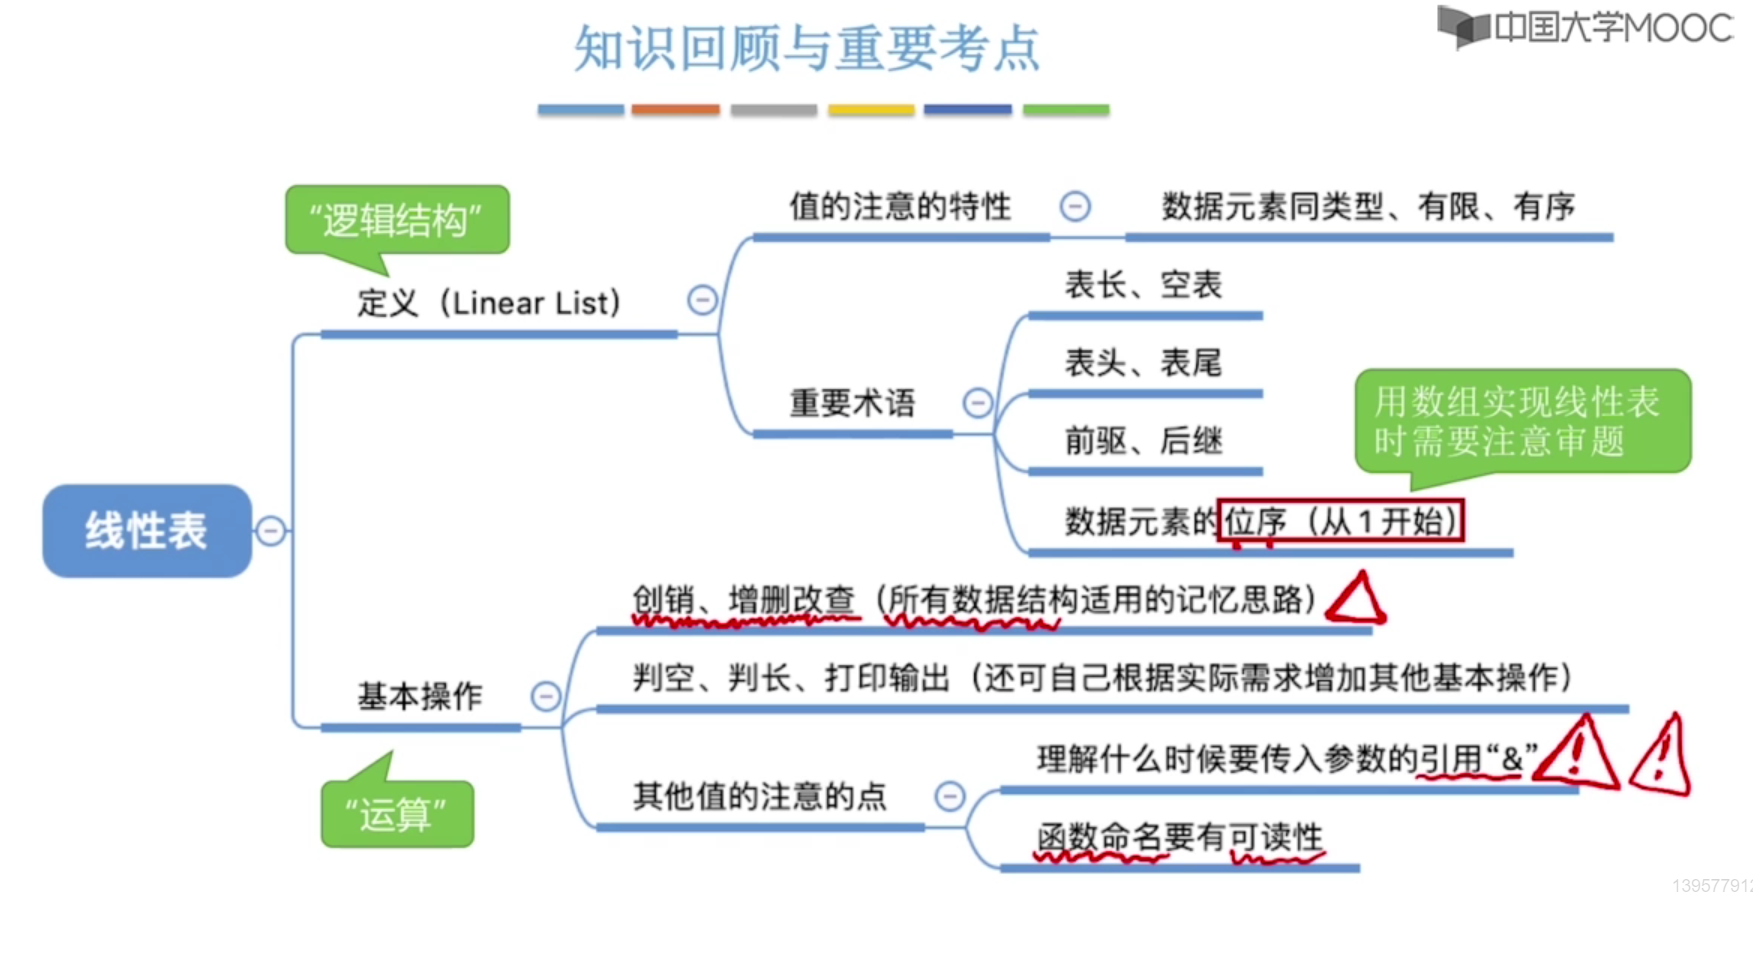 知识回顾与重要考点
中国大学MOOC
“逻辑结构”
值的注意的特性
数据元素同类型、有限、有序
定义（Linear List）
表长、空表
表头、表尾
重要术语
用数组实现线性表
时需要注意审题
前驱、后继
数据元素的位序（从1开始）
线性表
创销、增删改查（所有数据结构适用的记忆思路）
判空、判长、打印输出（还可自己根据实际需求增加其他基本操作）
基本操作
理解什么时候要传入参数的引用“&”
其他值的注意的点
“运算”
函数命名要有可读性